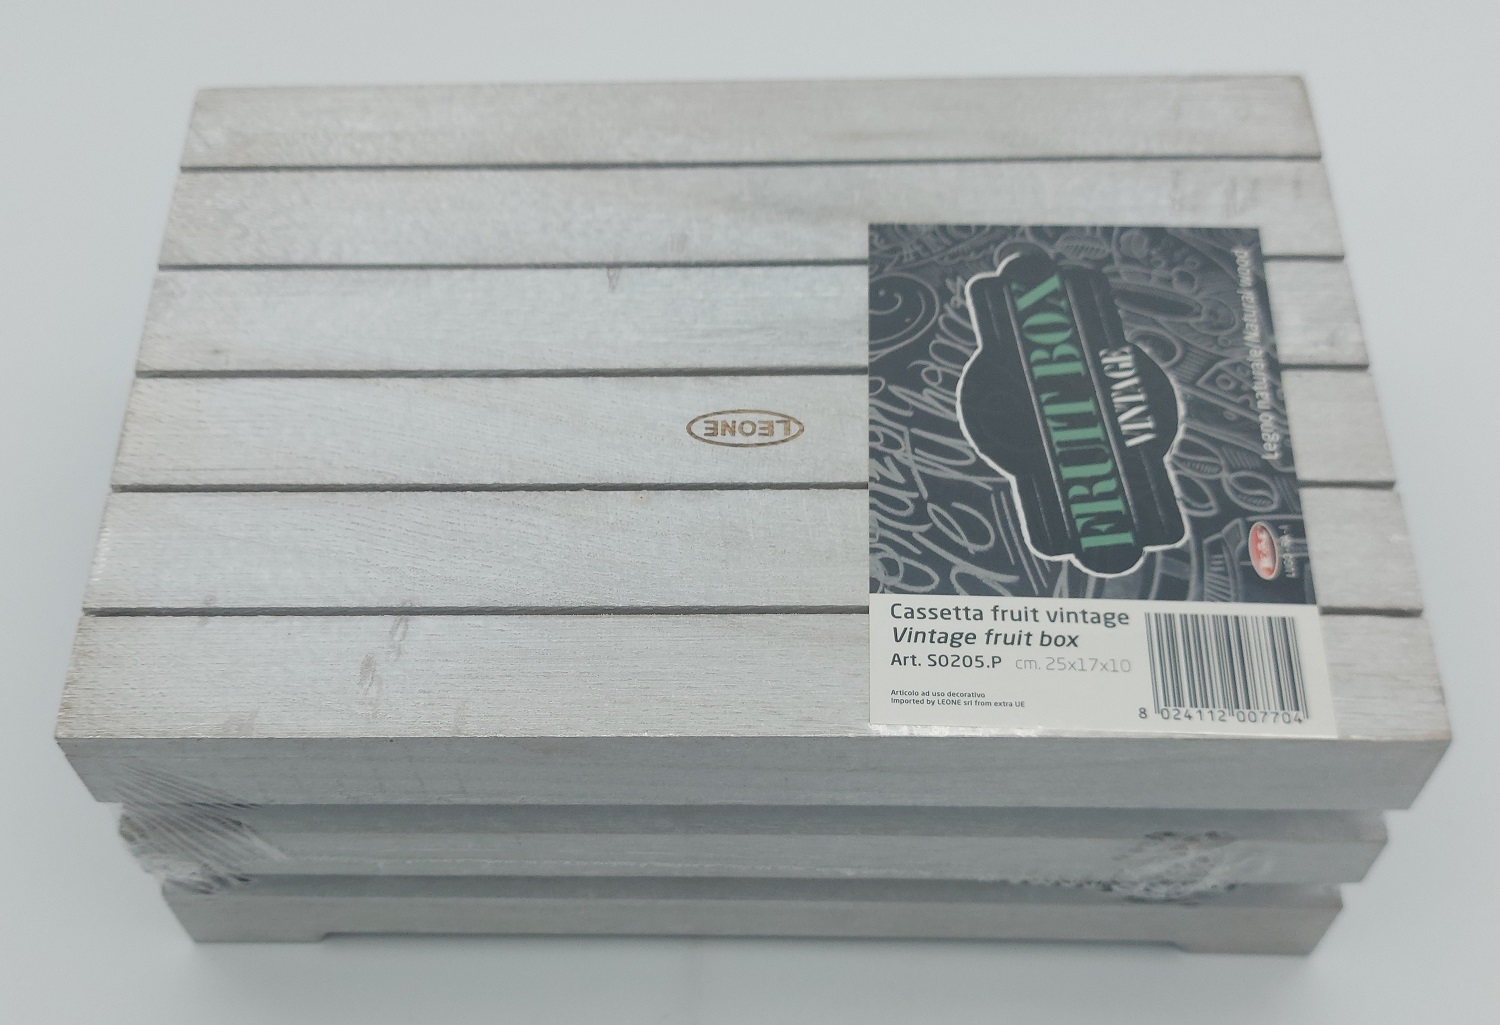 LEONE
FRUIT BOX
VINTAGE
Legno naturale/Natural wood
Cassetta fruit vintage
Vintage fruit box
Art. S0205.P cm. 25x17x10
Articolo ad uso decorativo
Imported by LEONE srl from extra UE
8 024112 007704